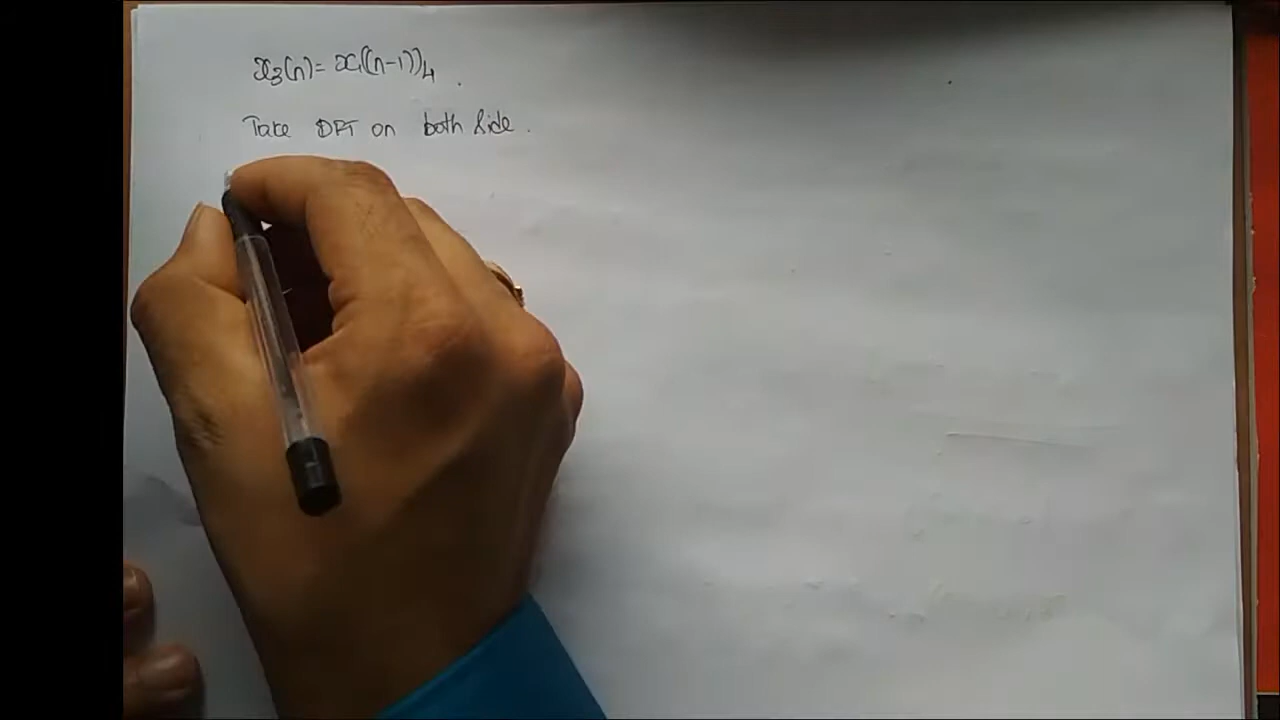 x₃(n) = x₁((n-1))₄ .
Take DFT on both side .